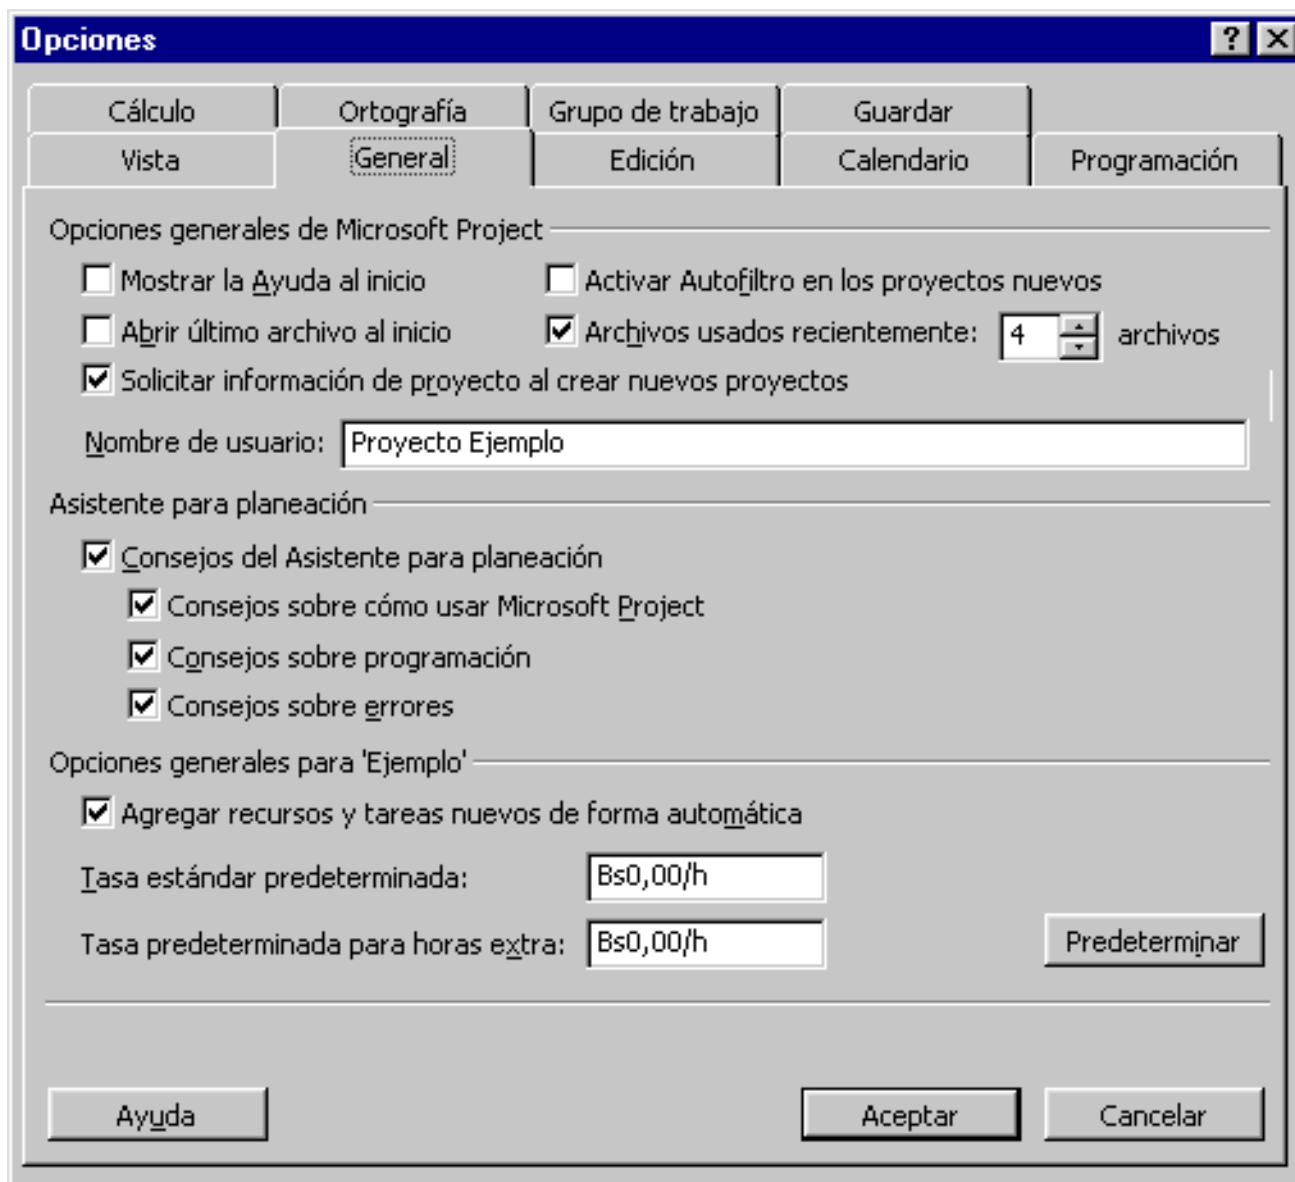 Opciones
Cálculo Ortografía Grupo de trabajo Guardar
Vista General Edición Calendario Programación
Opciones generales de Microsoft Project
Mostrar la Ayuda al inicio Activar Autofiltro en los proyectos nuevos
Abrir último archivo al inicio Archivos usados recientemente: 4 archivos
Solicitar información de proyecto al crear nuevos proyectos
Nombre de usuario: Proyecto Ejemplo
Asistente para planeación
Consejos del Asistente para planeación
Consejos sobre cómo usar Microsoft Project
Consejos sobre programación
Consejos sobre errores
Opciones generales para 'Ejemplo'
Agregar recursos y tareas nuevos de forma automática
Tasa estándar predeterminada: Bs0,00/h
Tasa predeterminada para horas extra: Bs0,00/h Predeterminar
Ayuda Aceptar Cancelar